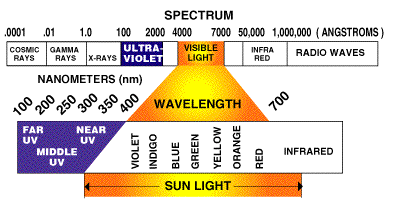 SPECTRUM
.0001 .01 1.0 100 2000 4000 7000 50,000 1,000,000 ( ANGSTROMS )
COSMIC RAYS
GAMMA RAYS
X-RAYS
ULTRA-VIOLET
VISIBLE LIGHT
INFRA RED
RADIO WAVES
NANOMETERS (nm)
100 200 250 300 350 400
WAVELENGTH
700
FAR UV
MIDDLE UV
NEAR UV
VIOLET
INDIGO
BLUE
GREEN
YELLOW
ORANGE
RED
INFRARED
SUN LIGHT